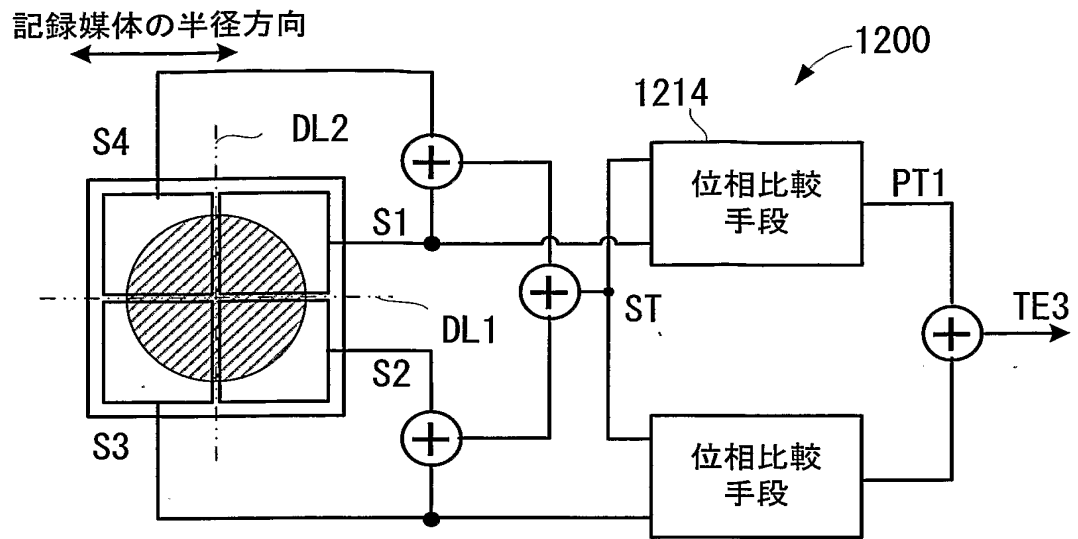 記録媒体の半径方向
1200
1214
S4
DL2
位相比較
手段
PT1
S1
ST
TE3
DL1
S2
S3
位相比較
手段